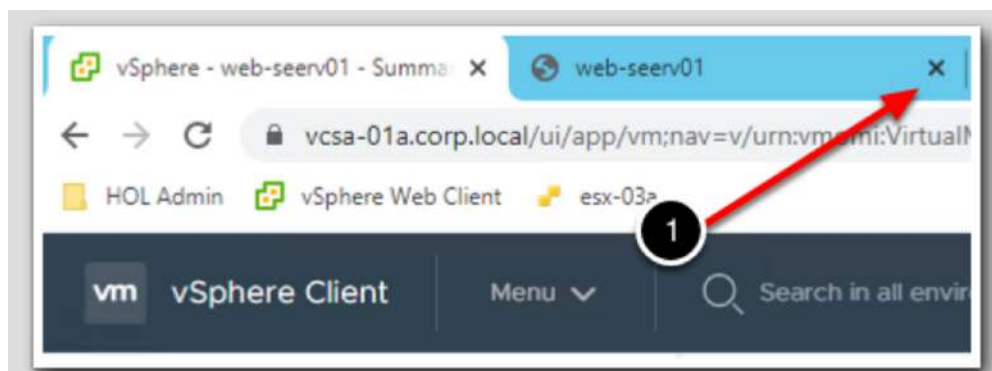 vSphere - web-seerv01 - Summa
web-seerv01
vcsa-01a.corp.local/ui/app/vm;nav=v/urn:vmomi:Virtual
HOL Admin vSphere Web Client esx-03a
1
vm vSphere Client Menu Search in all envir